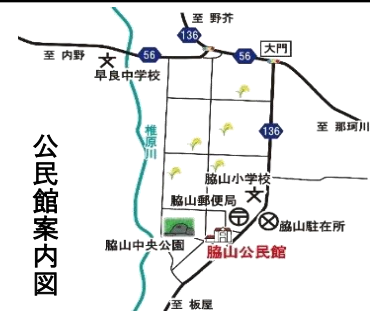 至 野芥
136
大門
至 内野
56
56
早良中学校
椎原川
136
至 那珂川
公民館案内図
脇山小学校
脇山郵便局
脇山駐在所
脇山中央公園
脇山公民館
至 板屋